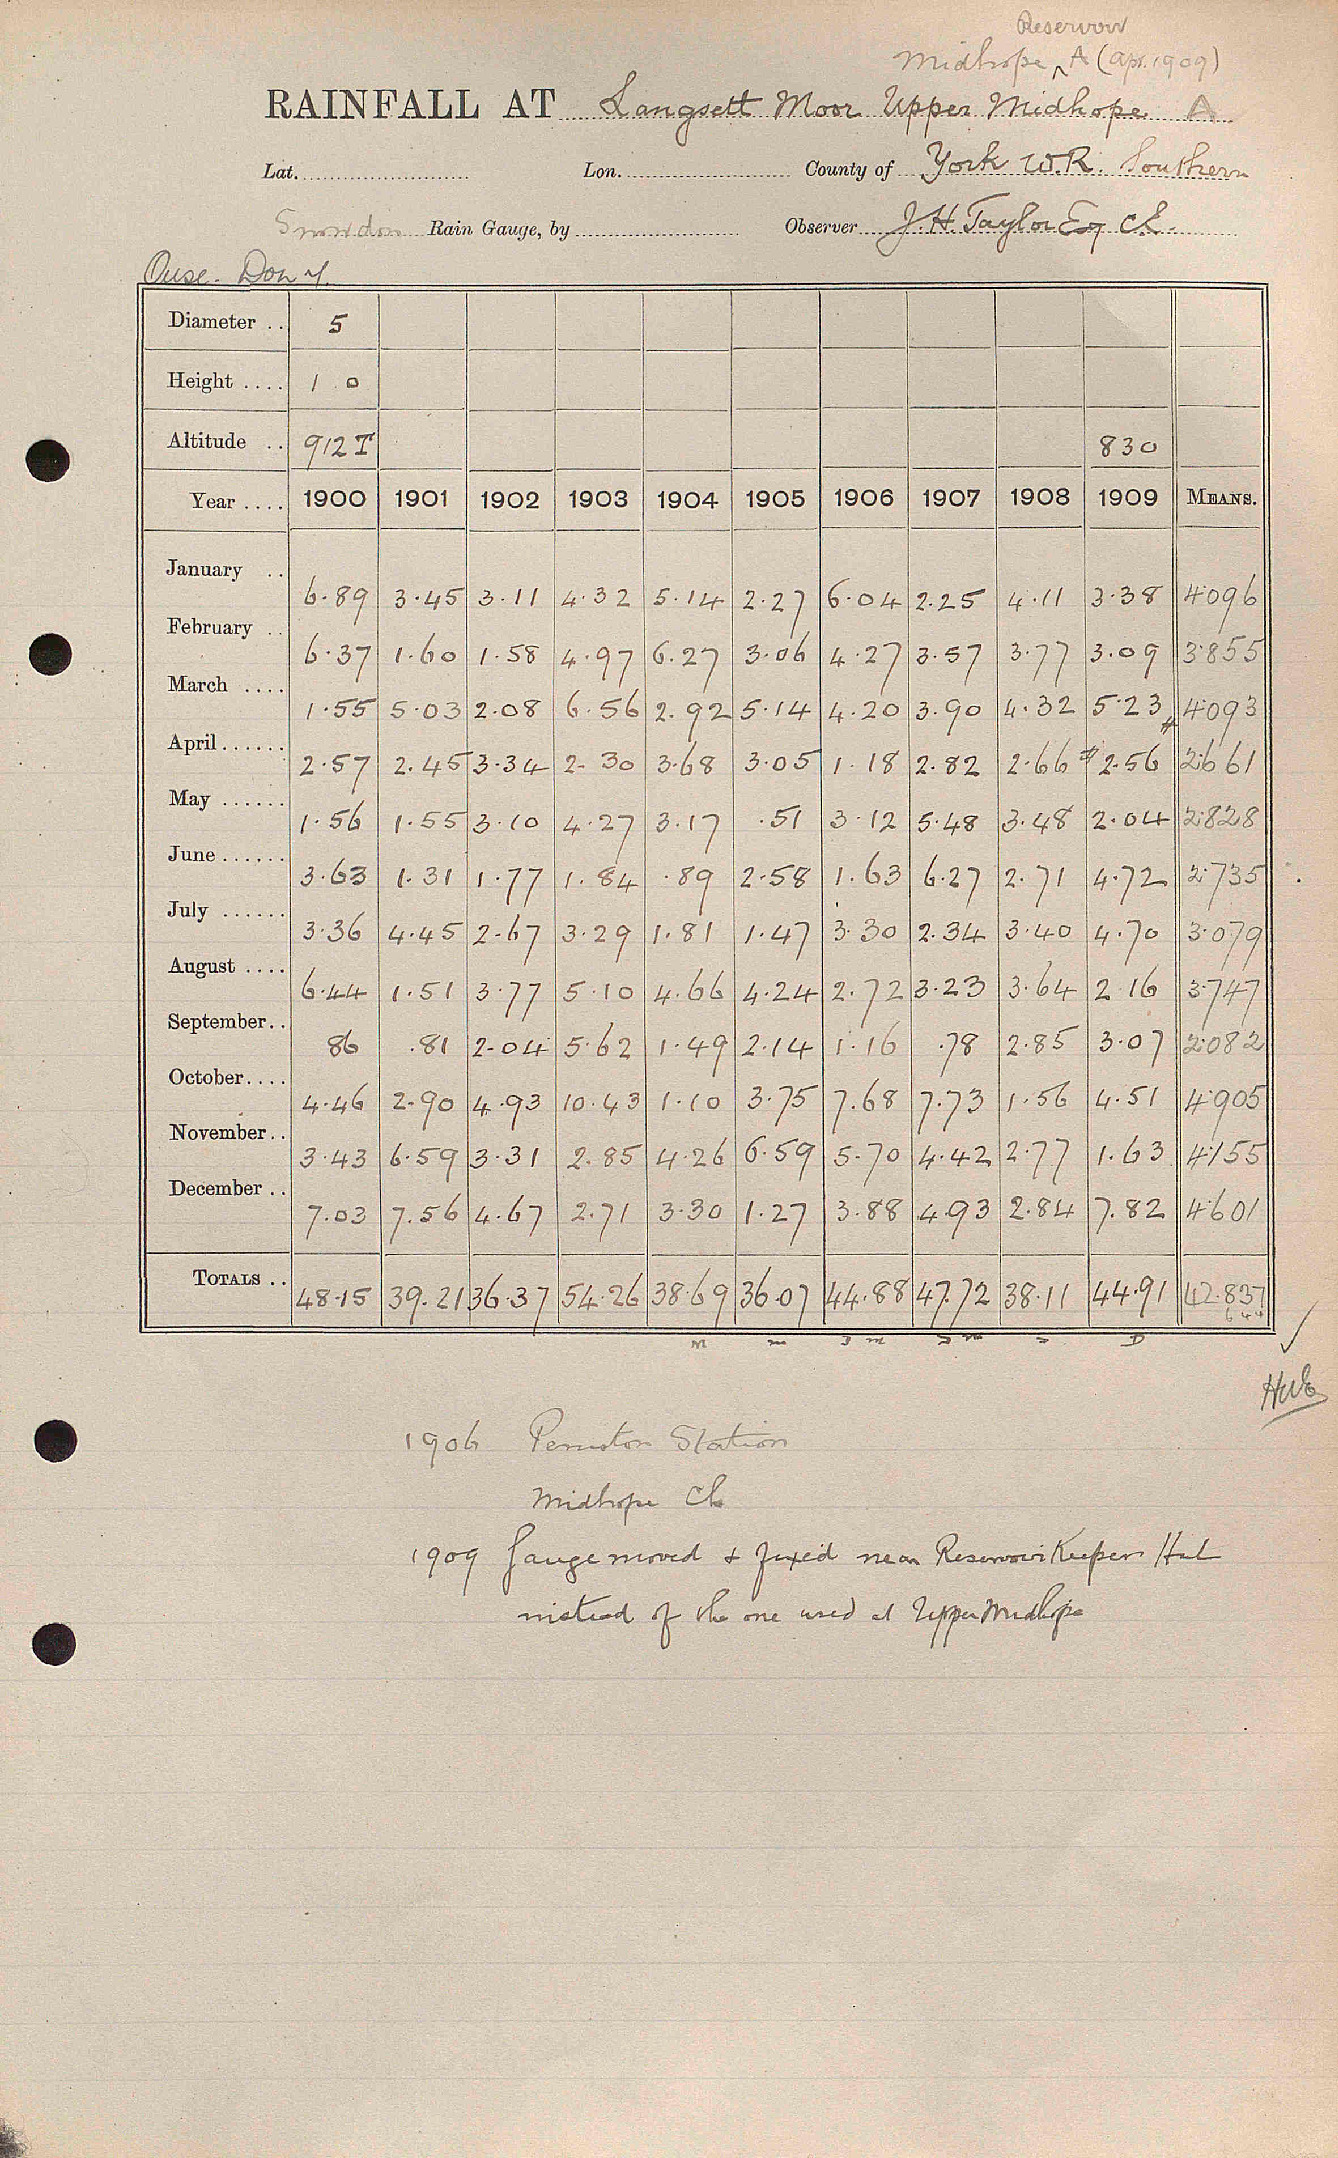 Reservoir
Midhope ^ A (Apr. 1909)
RAINFALL AT Langsett Moor Upper Midhope A
Lat. Lon. County of York W.R. Southern
Snowdon Rain Gauge, by Observer J.H. Taylor Esq C.E.
Ouse. Don 4.
Diameter .. 5
Height .... 1 0
Altitude .. 912 T 830
Year .... 1900 1901 1902 1903 1904 1905 1906 1907 1908 1909 MEANS.
January .. 6.89 3.45 3.11 4.32 5.14 2.27 6.04 2.25 4.11 3.38 4.096
February .. 6.37 1.60 1.58 4.97 6.27 3.06 4.27 3.57 3.77 3.09 3.855
March .... 1.55 5.03 2.08 6.56 2.92 5.14 4.20 3.90 4.32 5.23 4.093
April ...... 2.57 2.45 3.34 2.30 3.68 3.05 1.18 2.82 2.66 # 2.56 2.661
May ...... 1.56 1.55 3.10 4.27 3.17 .51 3.12 5.48 3.48 2.04 2.828
June ...... 3.63 1.31 1.77 1.84 .89 2.58 1.63 6.27 2.71 4.72 2.735
July ...... 3.36 4.45 2.67 3.29 1.81 1.47 3.30 2.34 3.40 4.70 3.079
August .... 6.44 1.51 3.77 5.10 4.66 4.24 2.72 3.23 3.64 2.16 3.747
September .. 86 .81 2.04 5.62 1.49 2.14 1.16 .78 2.85 3.07 2.082
October .... 4.46 2.90 4.93 10.43 1.10 3.75 7.68 7.73 1.56 4.51 4.905
November .. 3.43 6.59 3.31 2.85 4.26 6.59 5.70 4.42 2.77 1.63 4.155
December .. 7.03 7.56 4.67 2.71 3.30 1.27 3.88 4.93 2.84 7.82 4.601
TOTALS .. 48.15 39.21 36.37 54.26 38.69 36.07 44.88 47.72 38.11 44.91 42.837
1906 Peniston Station
Midhope Ch
1909 Gauge moved & fixed near Reservoir Keepers Hut
instead of the one used at Upper Midhope